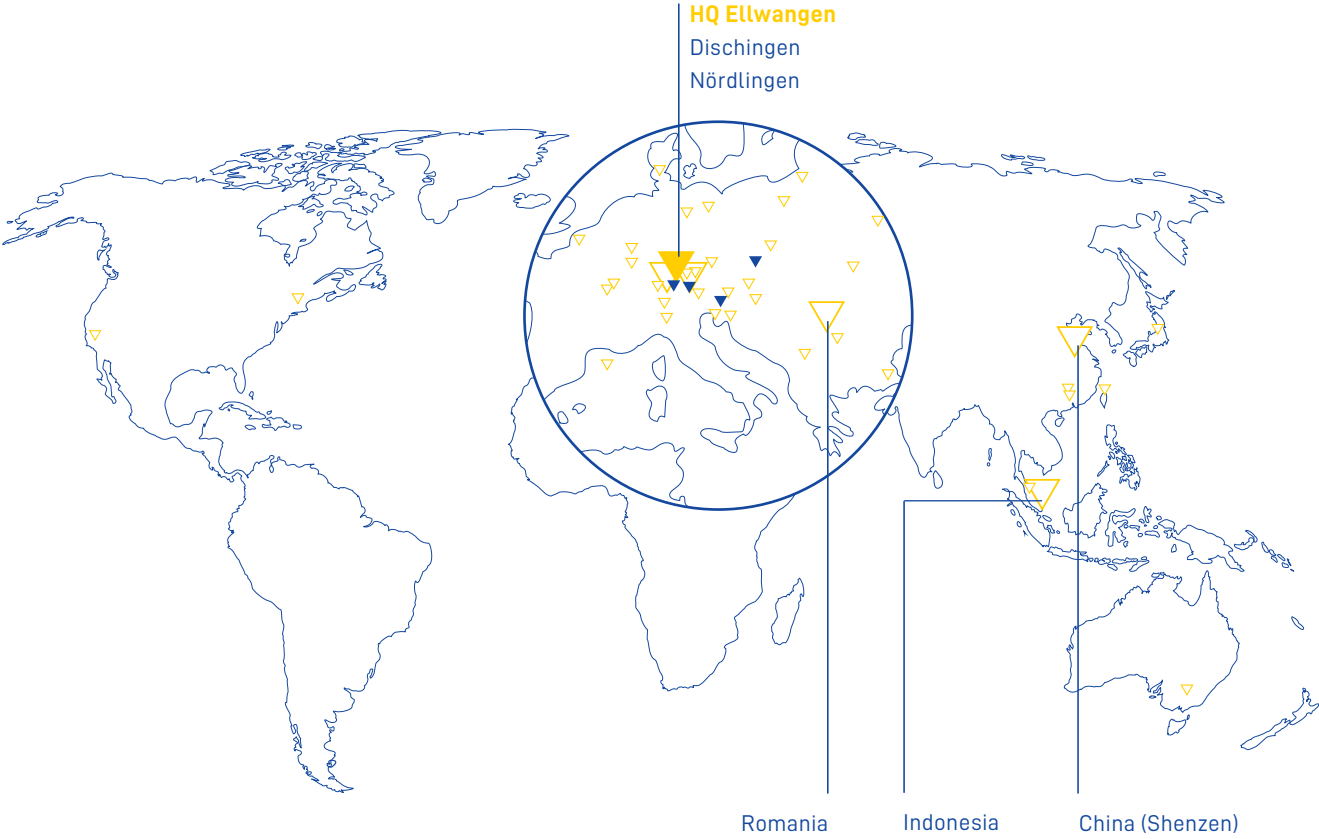 HQ Ellwangen
Dischingen
Nördlingen
Romania
Indonesia
China (Shenzen)